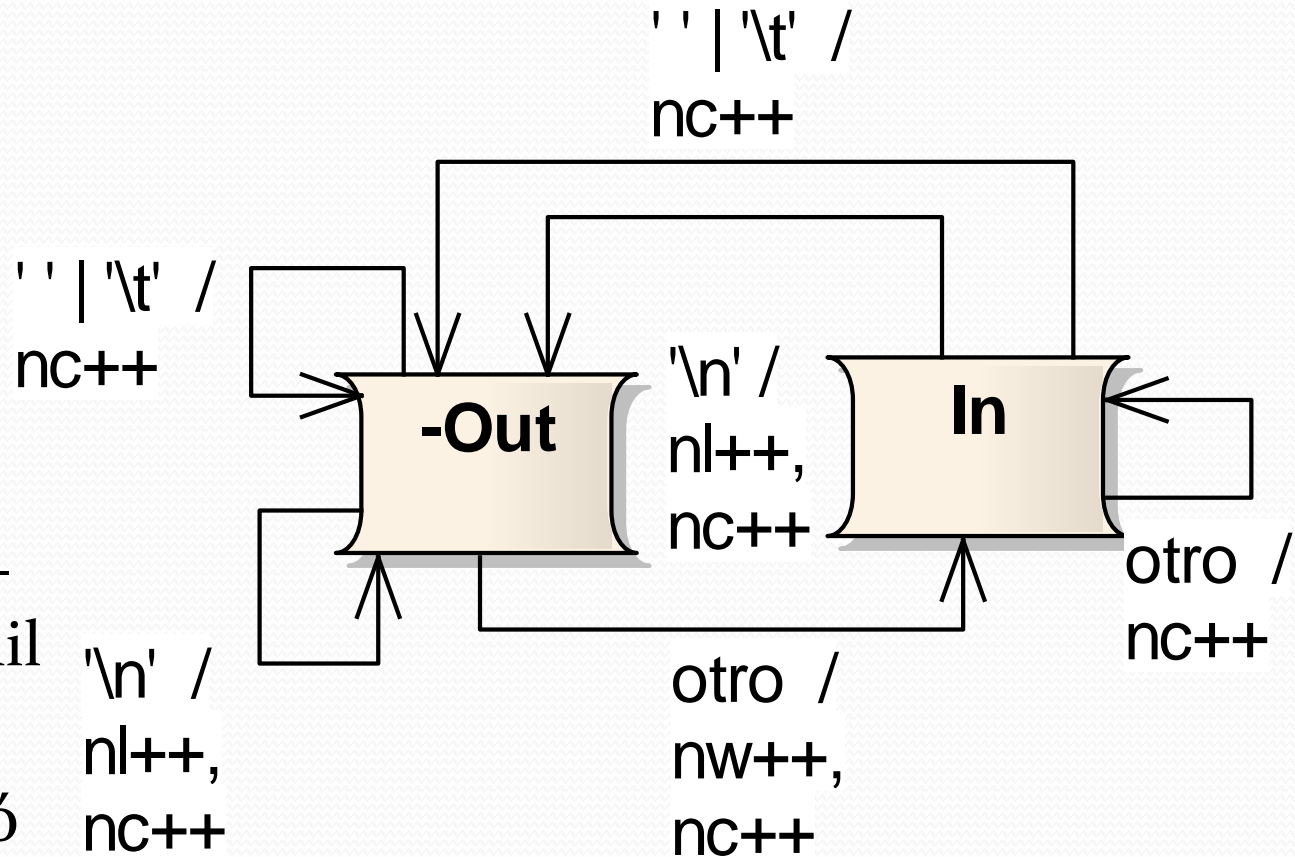 ' ' | '\t' /
nc++
' ' | '\t' /
nc++
-Out
'\n' /
nl++,
nc++
In
otro /
nc++
'\n' /
nl++,
nc++
otro /
nw++,
nc++